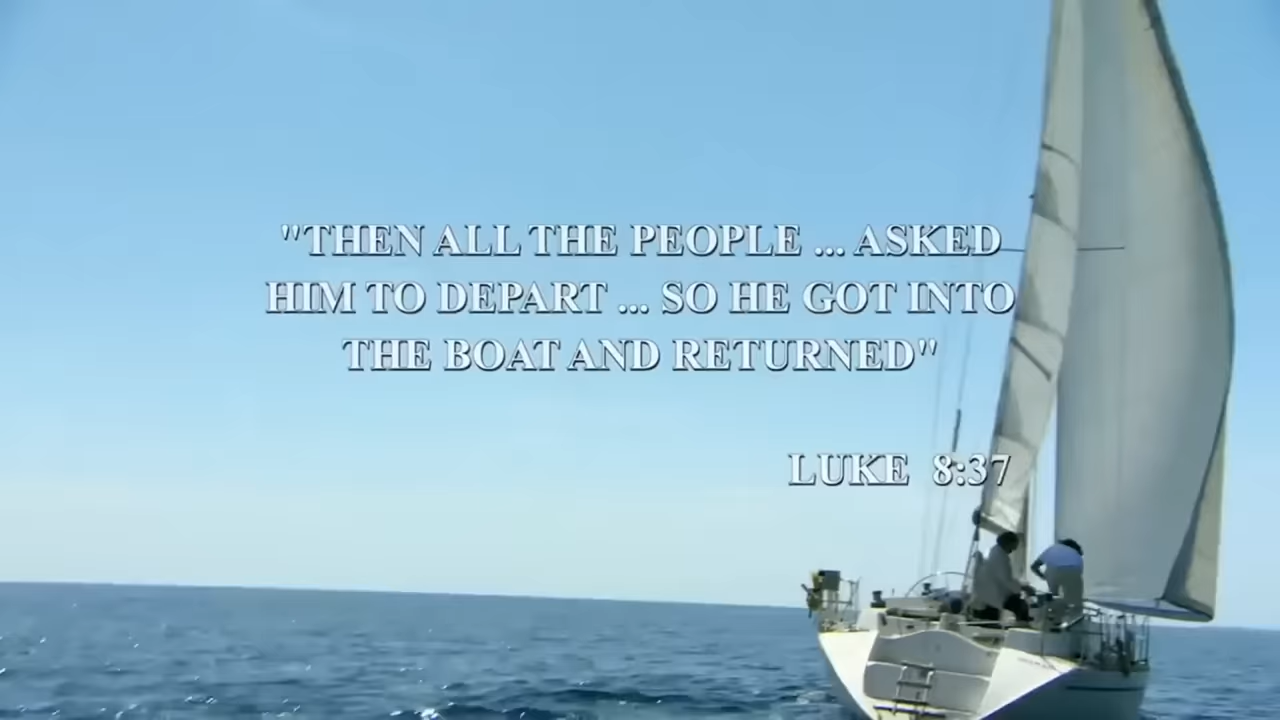 "THEN ALL THE PEOPLE ... ASKED
HIM TO DEPART ... SO HE GOT INTO
THE BOAT AND RETURNED"
LUKE 8:37